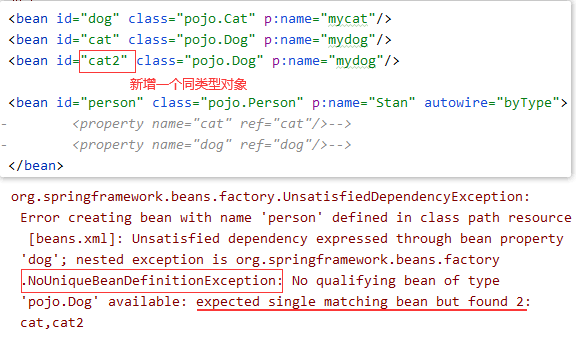 <bean id="dog" class="pojo.Cat" p:name="mycat"/>
<bean id="cat" class="pojo.Dog" p:name="mydog"/>
<bean id="cat2" class="pojo.Dog" p:name="mydog"/>
新增一个同类型对象
<bean id="person" class="pojo.Person" p:name="Stan" autowire="byType">
- <property name="cat" ref="cat"/>-->
- <property name="dog" ref="dog"/>-->
</bean>
org.springframework.beans.factory.UnsatisfiedDependencyException:
Error creating bean with name 'person' defined in class path resource
[beans.xml]: Unsatisfied dependency expressed through bean property
'dog'; nested exception is org.springframework.beans.factory
.NoUniqueBeanDefinitionException: No qualifying bean of type
'pojo.Dog' available: expected single matching bean but found 2:
cat,cat2